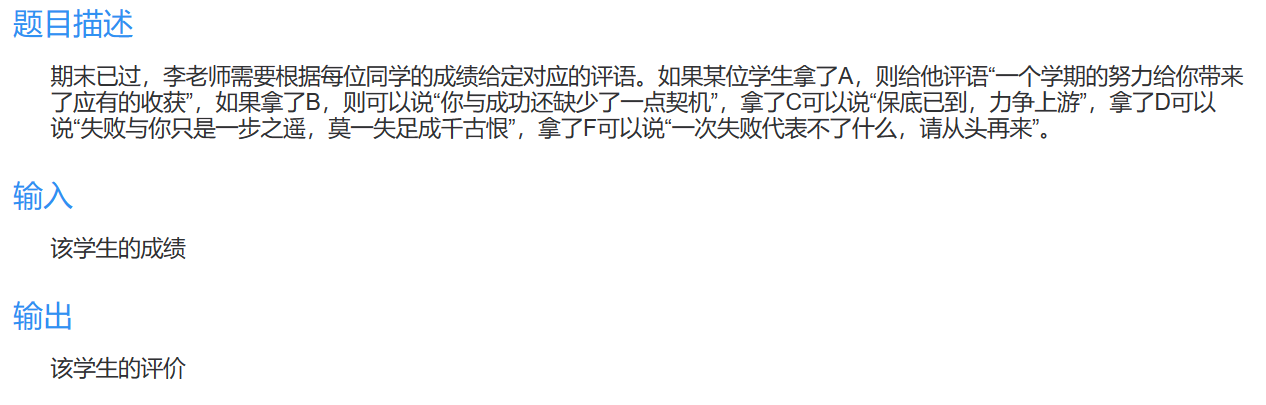 题目描述
期末已过，李老师需要根据每位同学的成绩给定对应的评语。如果某位学生拿了A，则给他评语“一个学期的努力给你带来
了应有的收获”，如果拿了B，则可以说“你与成功还缺少了一点契机”，拿了C可以说“保底已到，力争上游”，拿了D可以
说“失败与你只是一步之遥，莫一失足成千古恨”，拿了F可以说“一次失败代表不了什么，请从头再来”。
输入
该学生的成绩
输出
该学生的评价